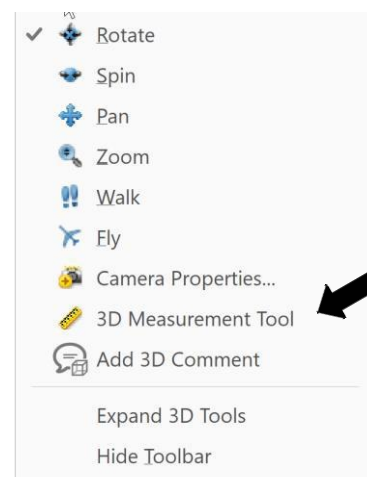 Rotate
Spin
Pan
Zoom
Walk
Fly
Camera Properties...
3D Measurement Tool
Add 3D Comment
Expand 3D Tools
Hide Toolbar